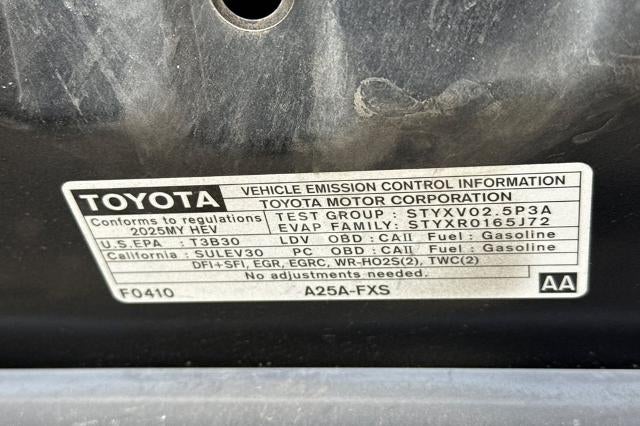 TOYOTA
VEHICLE EMISSION CONTROL INFORMATION
TOYOTA MOTOR CORPORATION
Conforms to regulations
2025MY HEV
TEST GROUP : STYXV02.5P3A
EVAP FAMILY: STYXR0165J72
U.S.EPA : T3B30 LDV OBD : CAII Fuel : Gasoline
California : SULEV30 PC OBD : CAII Fuel : Gasoline
DFI+SFI, EGR, EGRC, WR-HO2S(2), TWC(2)
No adjustments needed.
F0410 A25A-FXS AA